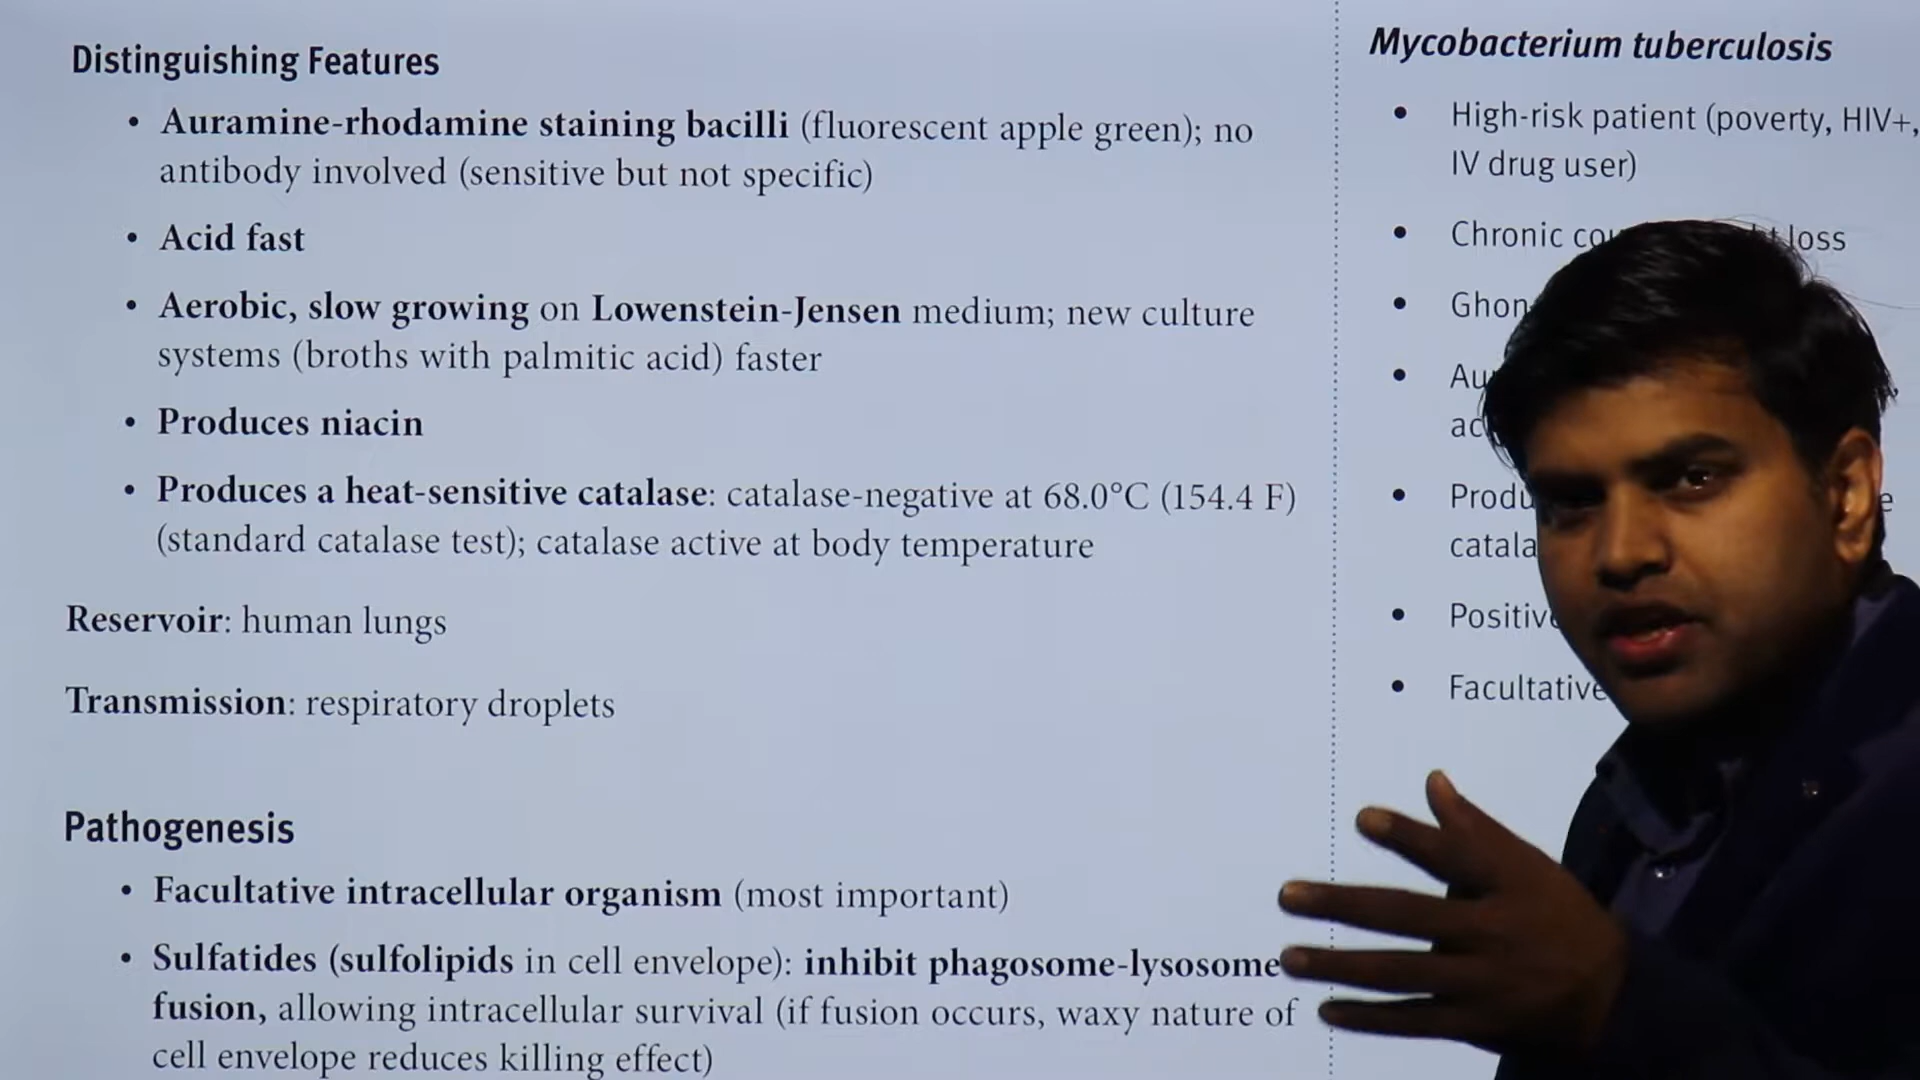 Distinguishing Features
• Auramine-rhodamine staining bacilli (fluorescent apple green); no
antibody involved (sensitive but not specific)
• Acid fast
• Aerobic, slow growing on Lowenstein-Jensen medium; new culture
systems (broths with palmitic acid) faster
• Produces niacin
• Produces a heat-sensitive catalase: catalase-negative at 68.0°C (154.4 F)
(standard catalase test); catalase active at body temperature
Reservoir: human lungs
Transmission: respiratory droplets
Pathogenesis
• Facultative intracellular organism (most important)
• Sulfatides (sulfolipids in cell envelope): inhibit phagosome-lysosome
fusion, allowing intracellular survival (if fusion occurs, waxy nature of
cell envelope reduces killing effect)
Mycobacterium tuberculosis
• High-risk patient (poverty, HIV+,
IV drug user)
• Chronic loss
• Ghon
•
•
•
• Facultative